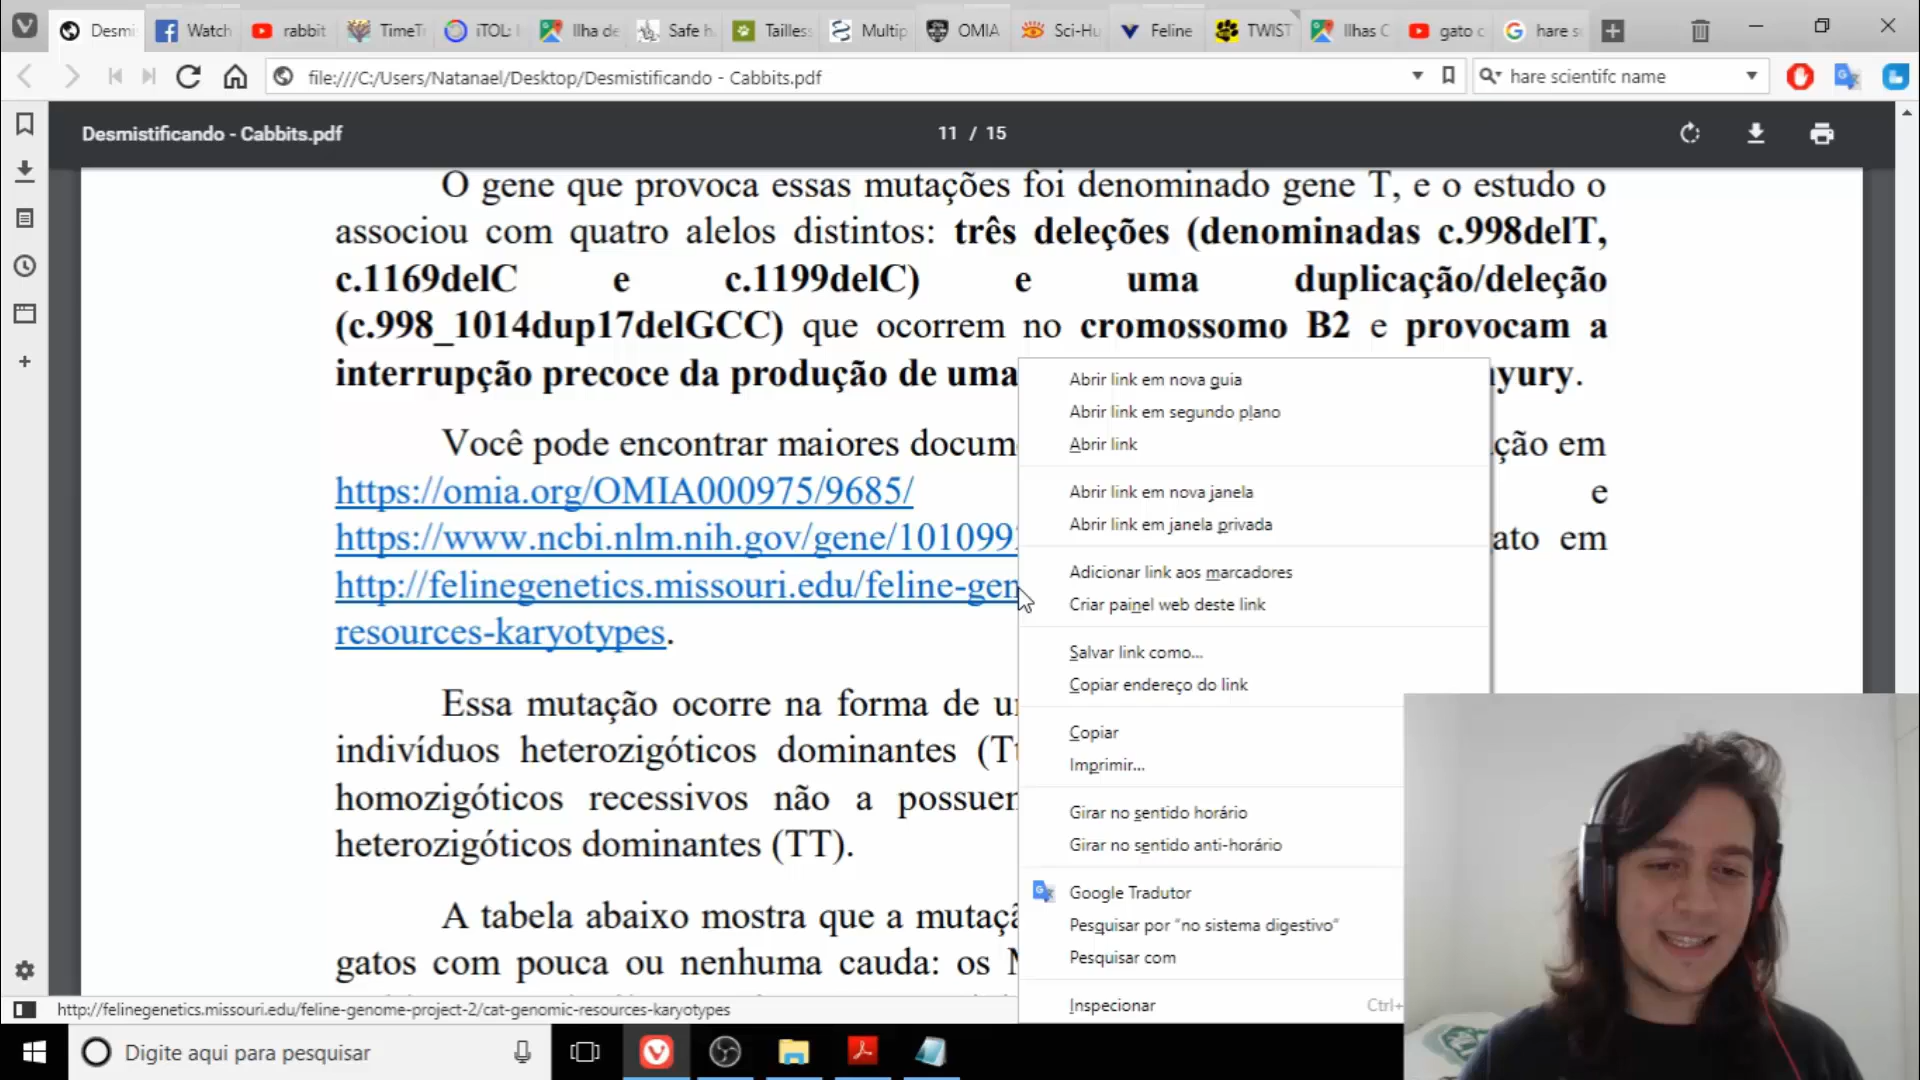 Desmi
Watch
rabbit
TimeT
iTOL: I
Ilha de
Safe h
Tailles
Multip
OMIA
Sci-Hu
Feline
TWIST
Ilhas C
gato c
hare s
file:///C:/Users/Natanael/Desktop/Desmistificando - Cabbits.pdf
hare scientifc name
Desmistificando - Cabbits.pdf
11 / 15
O gene que provoca essas mutações foi denominado gene T, e o estudo o
associou com quatro alelos distintos: três deleções (denominadas c.998delT,
c.1169delC e c.1199delC) e uma duplicação/deleção
(c.998_1014dup17delGCC) que ocorrem no cromossomo B2 e provocam a
interrupção precoce da produção de uma yury.
Você pode encontrar maiores docum ção em
https://omia.org/OMIA000975/9685/ e
https://www.ncbi.nlm.nih.gov/gene/101099 ato em
http://felinegenetics.missouri.edu/feline-gen
resources-karyotypes.
Essa mutação ocorre na forma de u
indivíduos heterozigóticos dominantes (Tt
homozigóticos recessivos não a possuem
heterozigóticos dominantes (TT).
A tabela abaixo mostra que a mutaçã
gatos com pouca ou nenhuma cauda: os M
Abrir link em nova guia
Abrir link em segundo plano
Abrir link
Abrir link em nova janela
Abrir link em janela privada
Adicionar link aos marcadores
Criar painel web deste link
Salvar link como...
Copiar endereço do link
Copiar
Imprimir...
Girar no sentido horário
Girar no sentido anti-horário
Google Tradutor
Pesquisar por "no sistema digestivo"
Pesquisar com
Inspecionar Ctrl+
http://felinegenetics.missouri.edu/feline-genome-project-2/cat-genomic-resources-karyotypes
Digite aqui para pesquisar